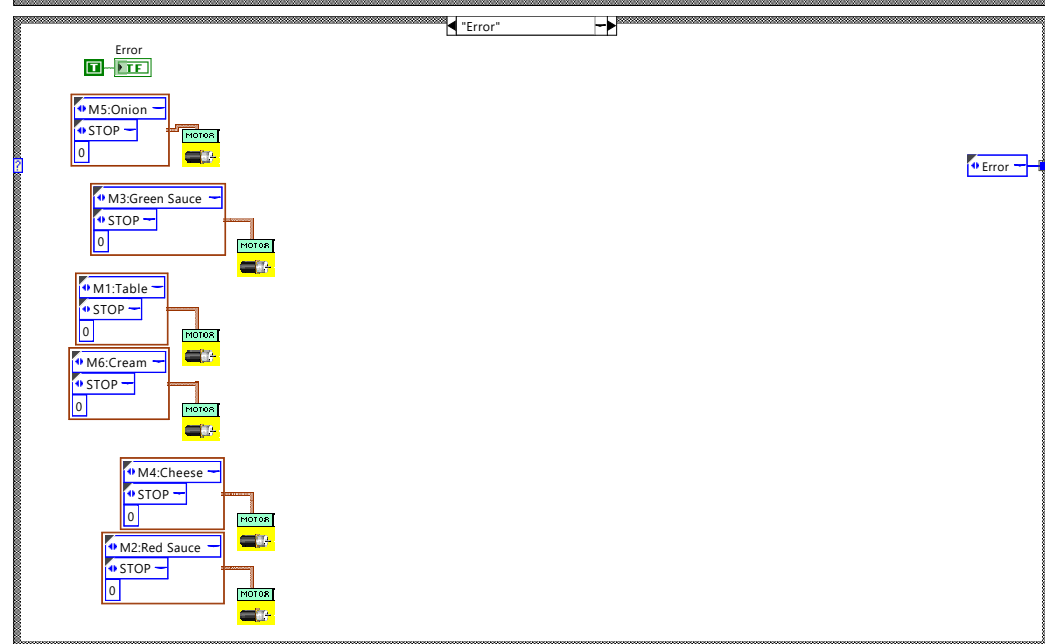 "Error"
Error
T
TF
M5:Onion
STOP
0
MOTOR
?
Error
M3:Green Sauce
STOP
0
MOTOR
M1:Table
STOP
0
MOTOR
M6:Cream
STOP
0
MOTOR
M4:Cheese
STOP
0
MOTOR
M2:Red Sauce
STOP
0
MOTOR